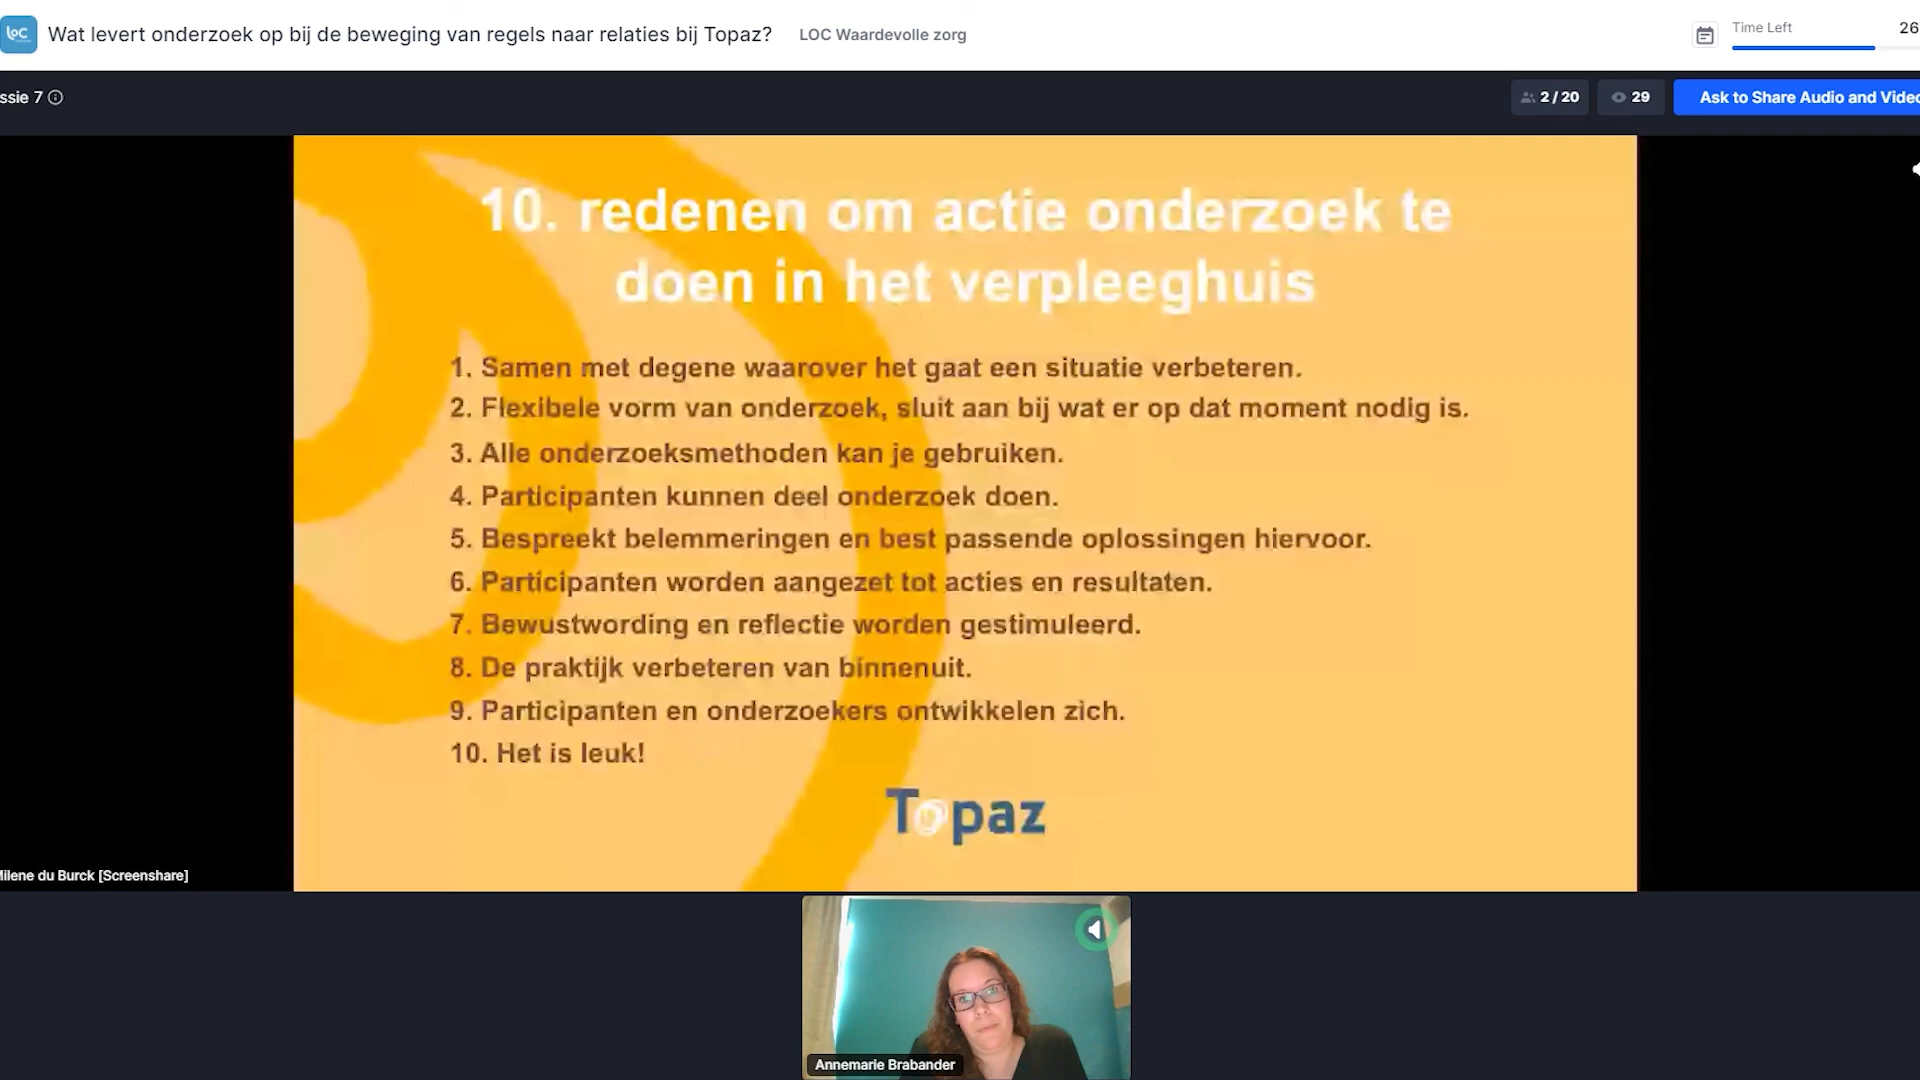 LOC
Wat levert onderzoek op bij de beweging van regels naar relaties bij Topaz?
LOC Waardevolle zorg
Time Left
26
ssie 7
2 / 20
29
Ask to Share Audio and Video
10. redenen om actie onderzoek te
doen in het verpleeghuis
1. Samen met degene waarover het gaat een situatie verbeteren.
2. Flexibele vorm van onderzoek, sluit aan bij wat er op dat moment nodig is.
3. Alle onderzoeksmethoden kan je gebruiken.
4. Participanten kunnen deel onderzoek doen.
5. Bespreekt belemmeringen en best passende oplossingen hiervoor.
6. Participanten worden aangezet tot acties en resultaten.
7. Bewustwording en reflectie worden gestimuleerd.
8. De praktijk verbeteren van binnenuit.
9. Participanten en onderzoekers ontwikkelen zich.
10. Het is leuk!
Topaz
Milene du Burck [Screenshare]
Annemarie Brabander